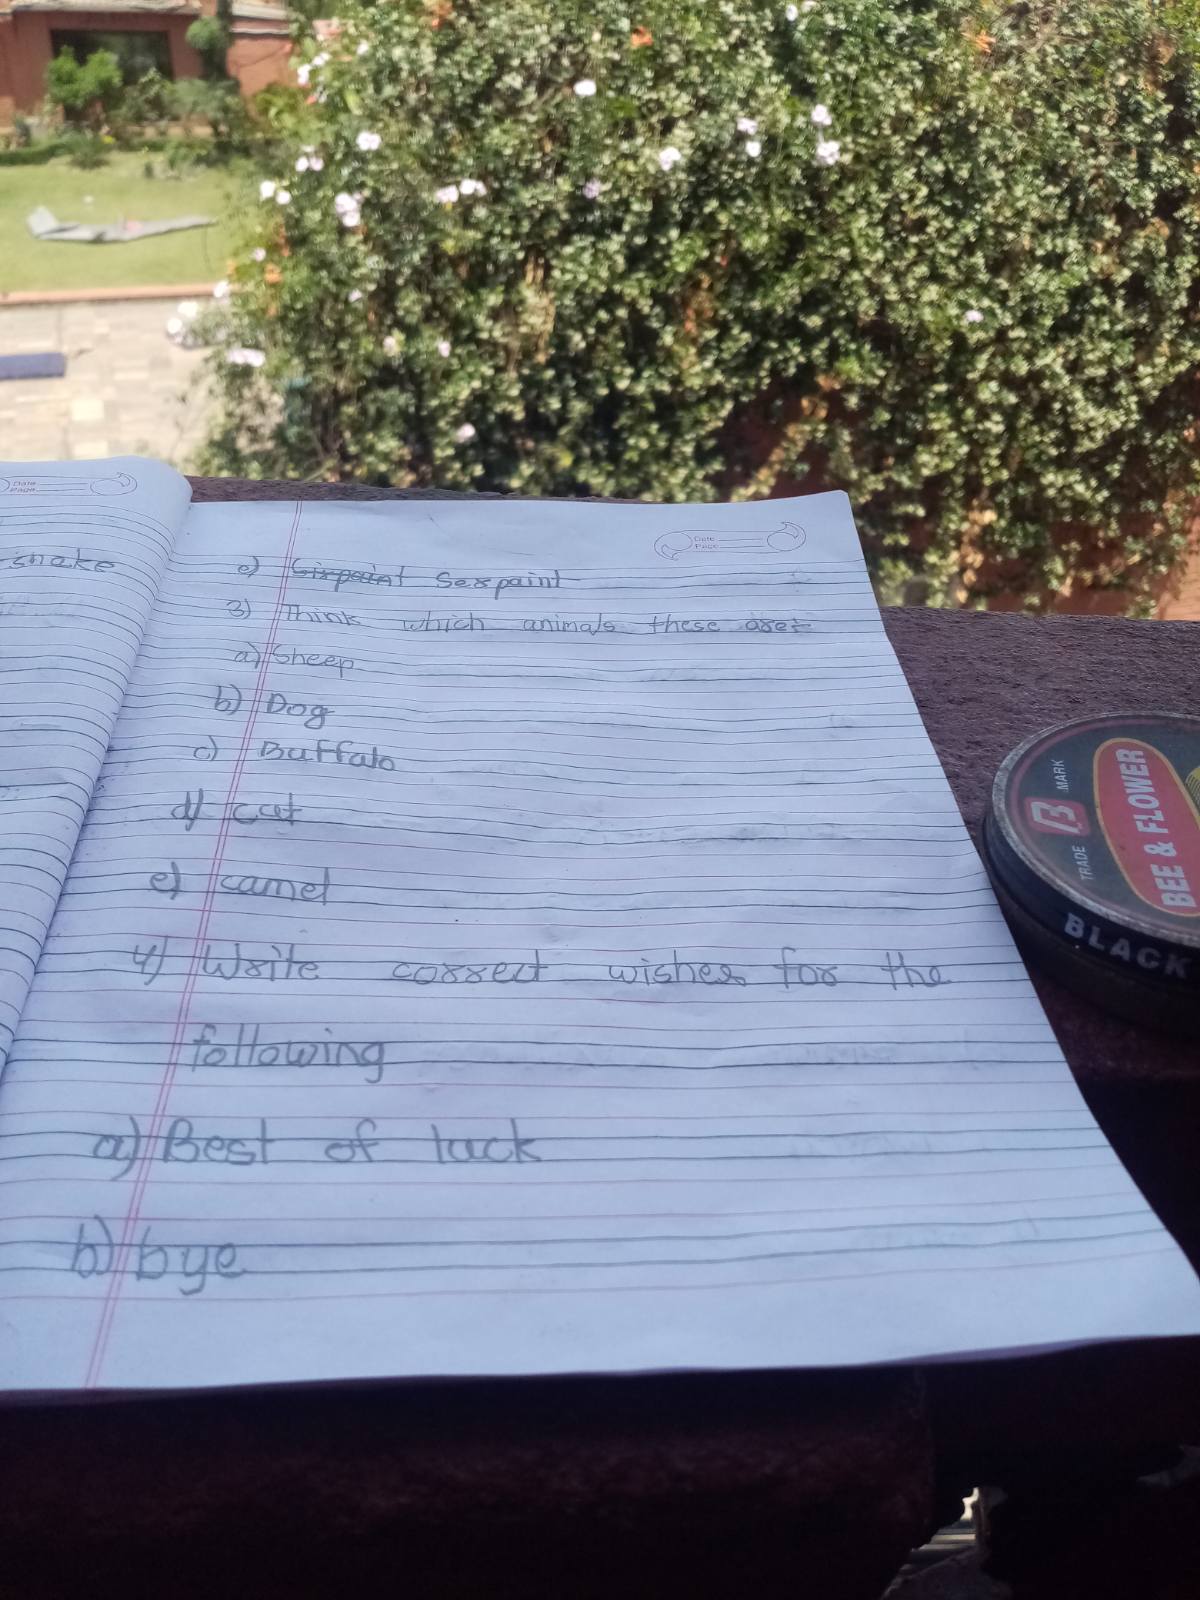 Date
Page
snake
Date
Page
e) Sirpaint Serpaint
3) Think which animals these are:-
a) Sheep
b) Dog
c) Buffalo
d) cat
e) camel
4) Write correct wishes for the
following
a) Best of luck
b) bye
TRADE B MARK
BEE & FLOWER
BLACK